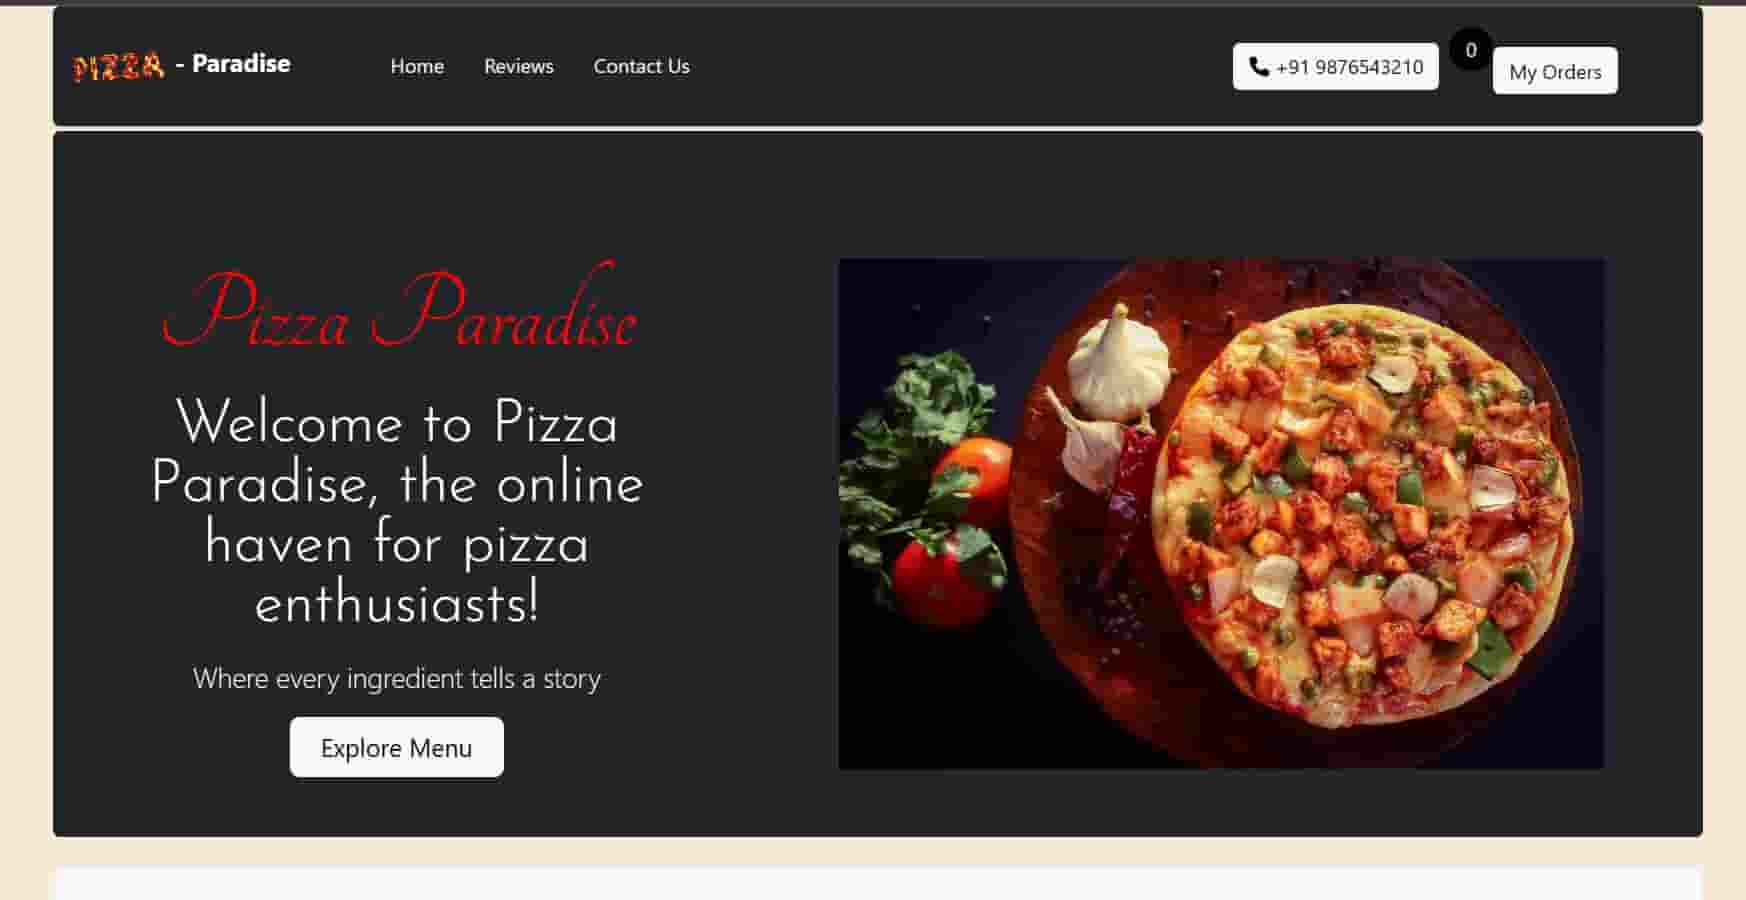 PIZZA - Paradise
Home
Reviews
Contact Us
+91 9876543210
0
My Orders
Pizza Paradise
Welcome to Pizza
Paradise, the online
haven for pizza
enthusiasts!
Where every ingredient tells a story
Explore Menu